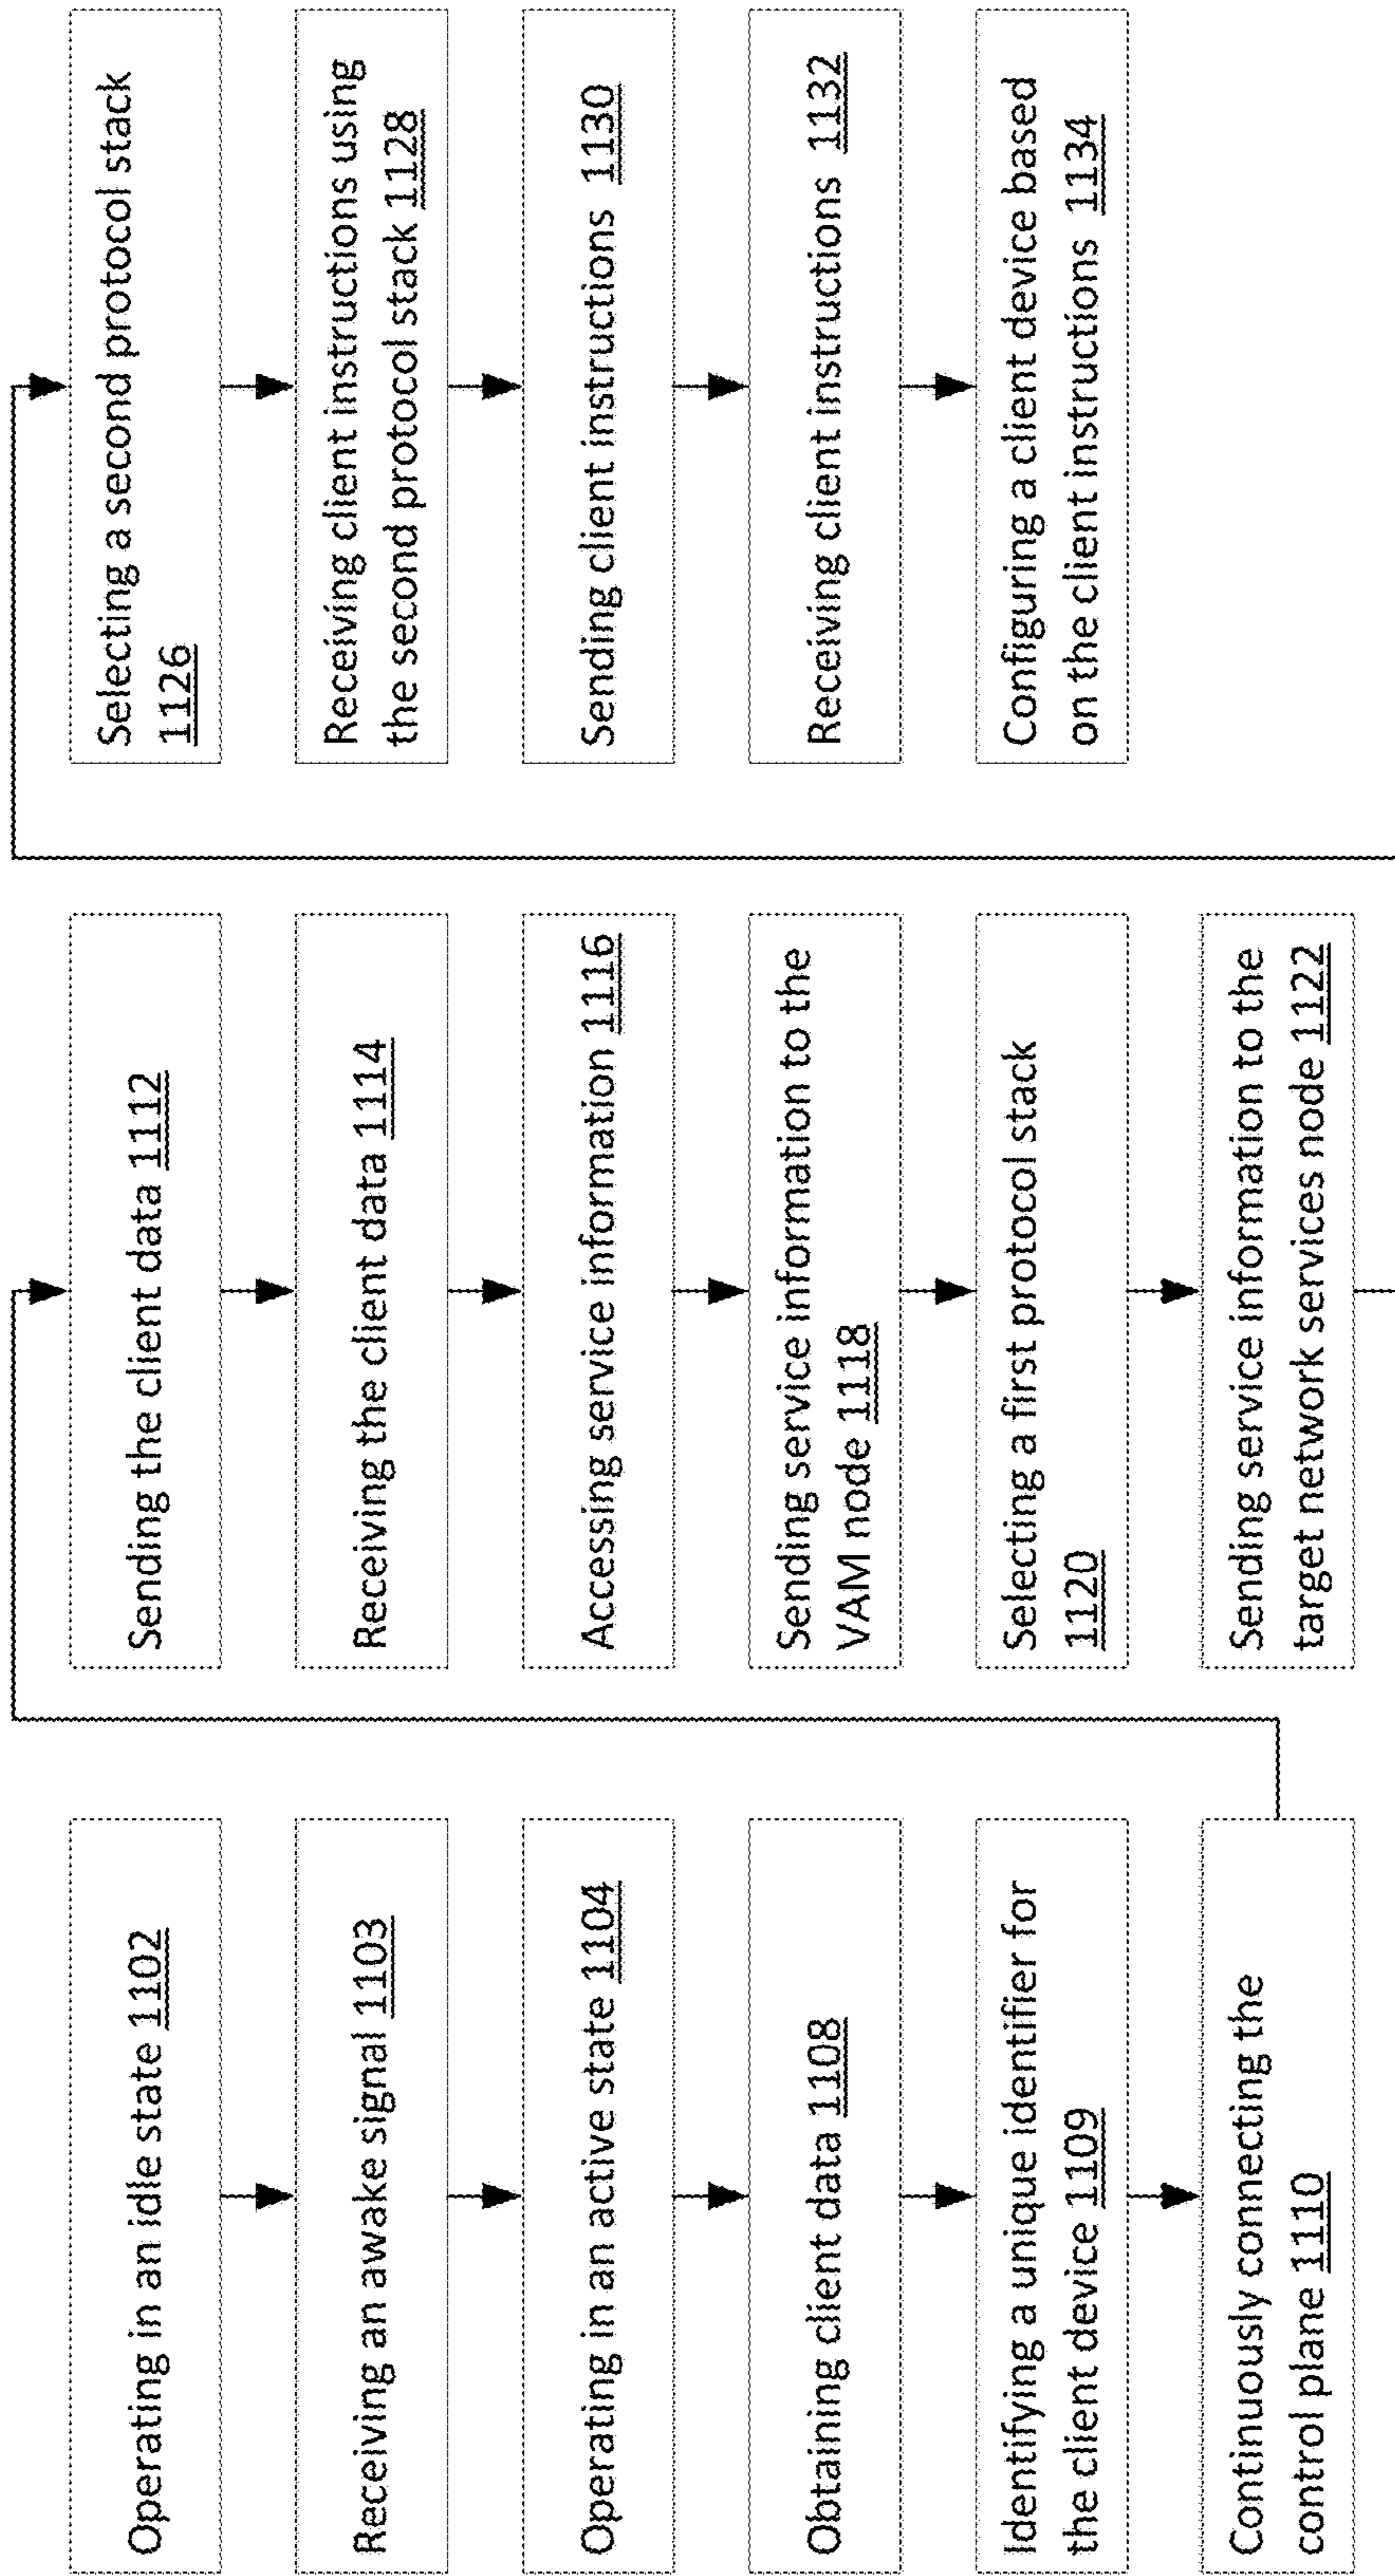 Operating in an idle state 1102
Receiving an awake signal 1103
Operating in an active state 1104
Obtaining client data 1108
Identifying a unique identifier for
the client device 1109
Continuously connecting the
control plane 1110
Sending the client data 1112
Receiving the client data 1114
Accessing service information 1116
Sending service information to the
VAM node 1118
Selecting a first protocol stack
1120
Sending service information to the
target network services node 1122
Selecting a second protocol stack
1126
Receiving client instructions using
the second protocol stack 1128
Sending client instructions 1130
Receiving client instructions 1132
Configuring a client device based
on the client instructions 1134